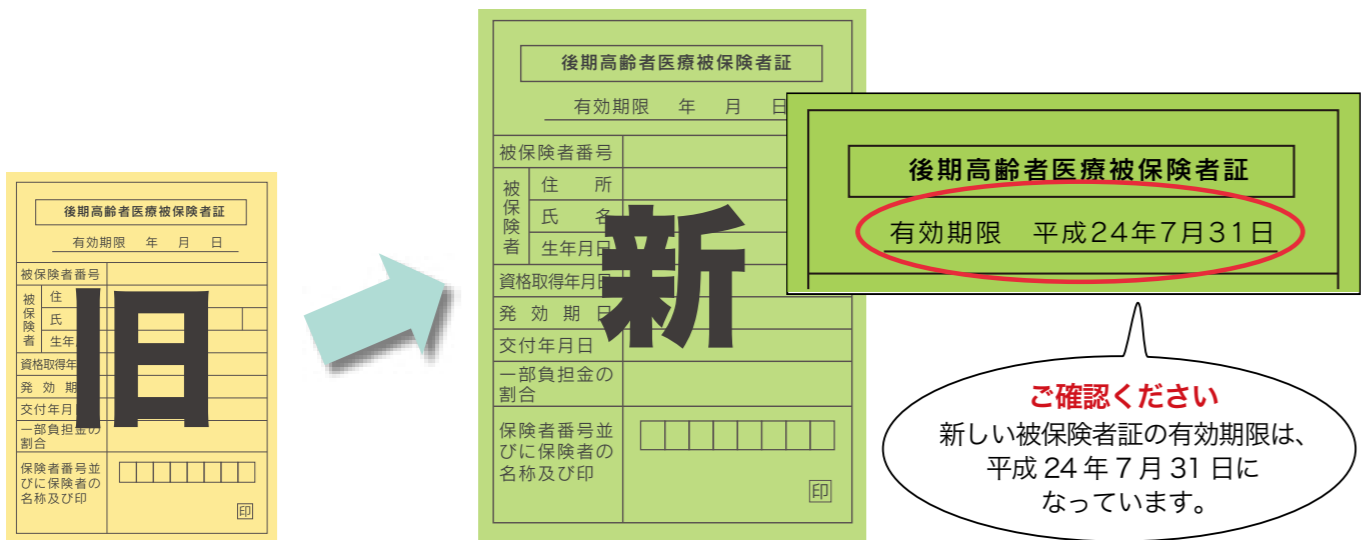 後期高齢者医療被保険者証
有効期限 年 月 日
被保険者番号
被保険者
住
氏
生年
資格取得年
発 効 期
交付年月
一部負担金の
割合
保険者番号並
びに保険者の
名称及び印
印
旧
後期高齢者医療被保険者証
有効期限 年 月 日
被保険者番号
被保険者
住 所
氏 名
生年月日
資格取得年月日
発 効 期 日
交付年月日
一部負担金の
割合
保険者番号並
びに保険者の
名称及び印
印
新
後期高齢者医療被保険者証
有効期限 平成24年7月31日
ご確認ください
新しい被保険者証の有効期限は、
平成 24 年 7 月 31 日に
なっています。